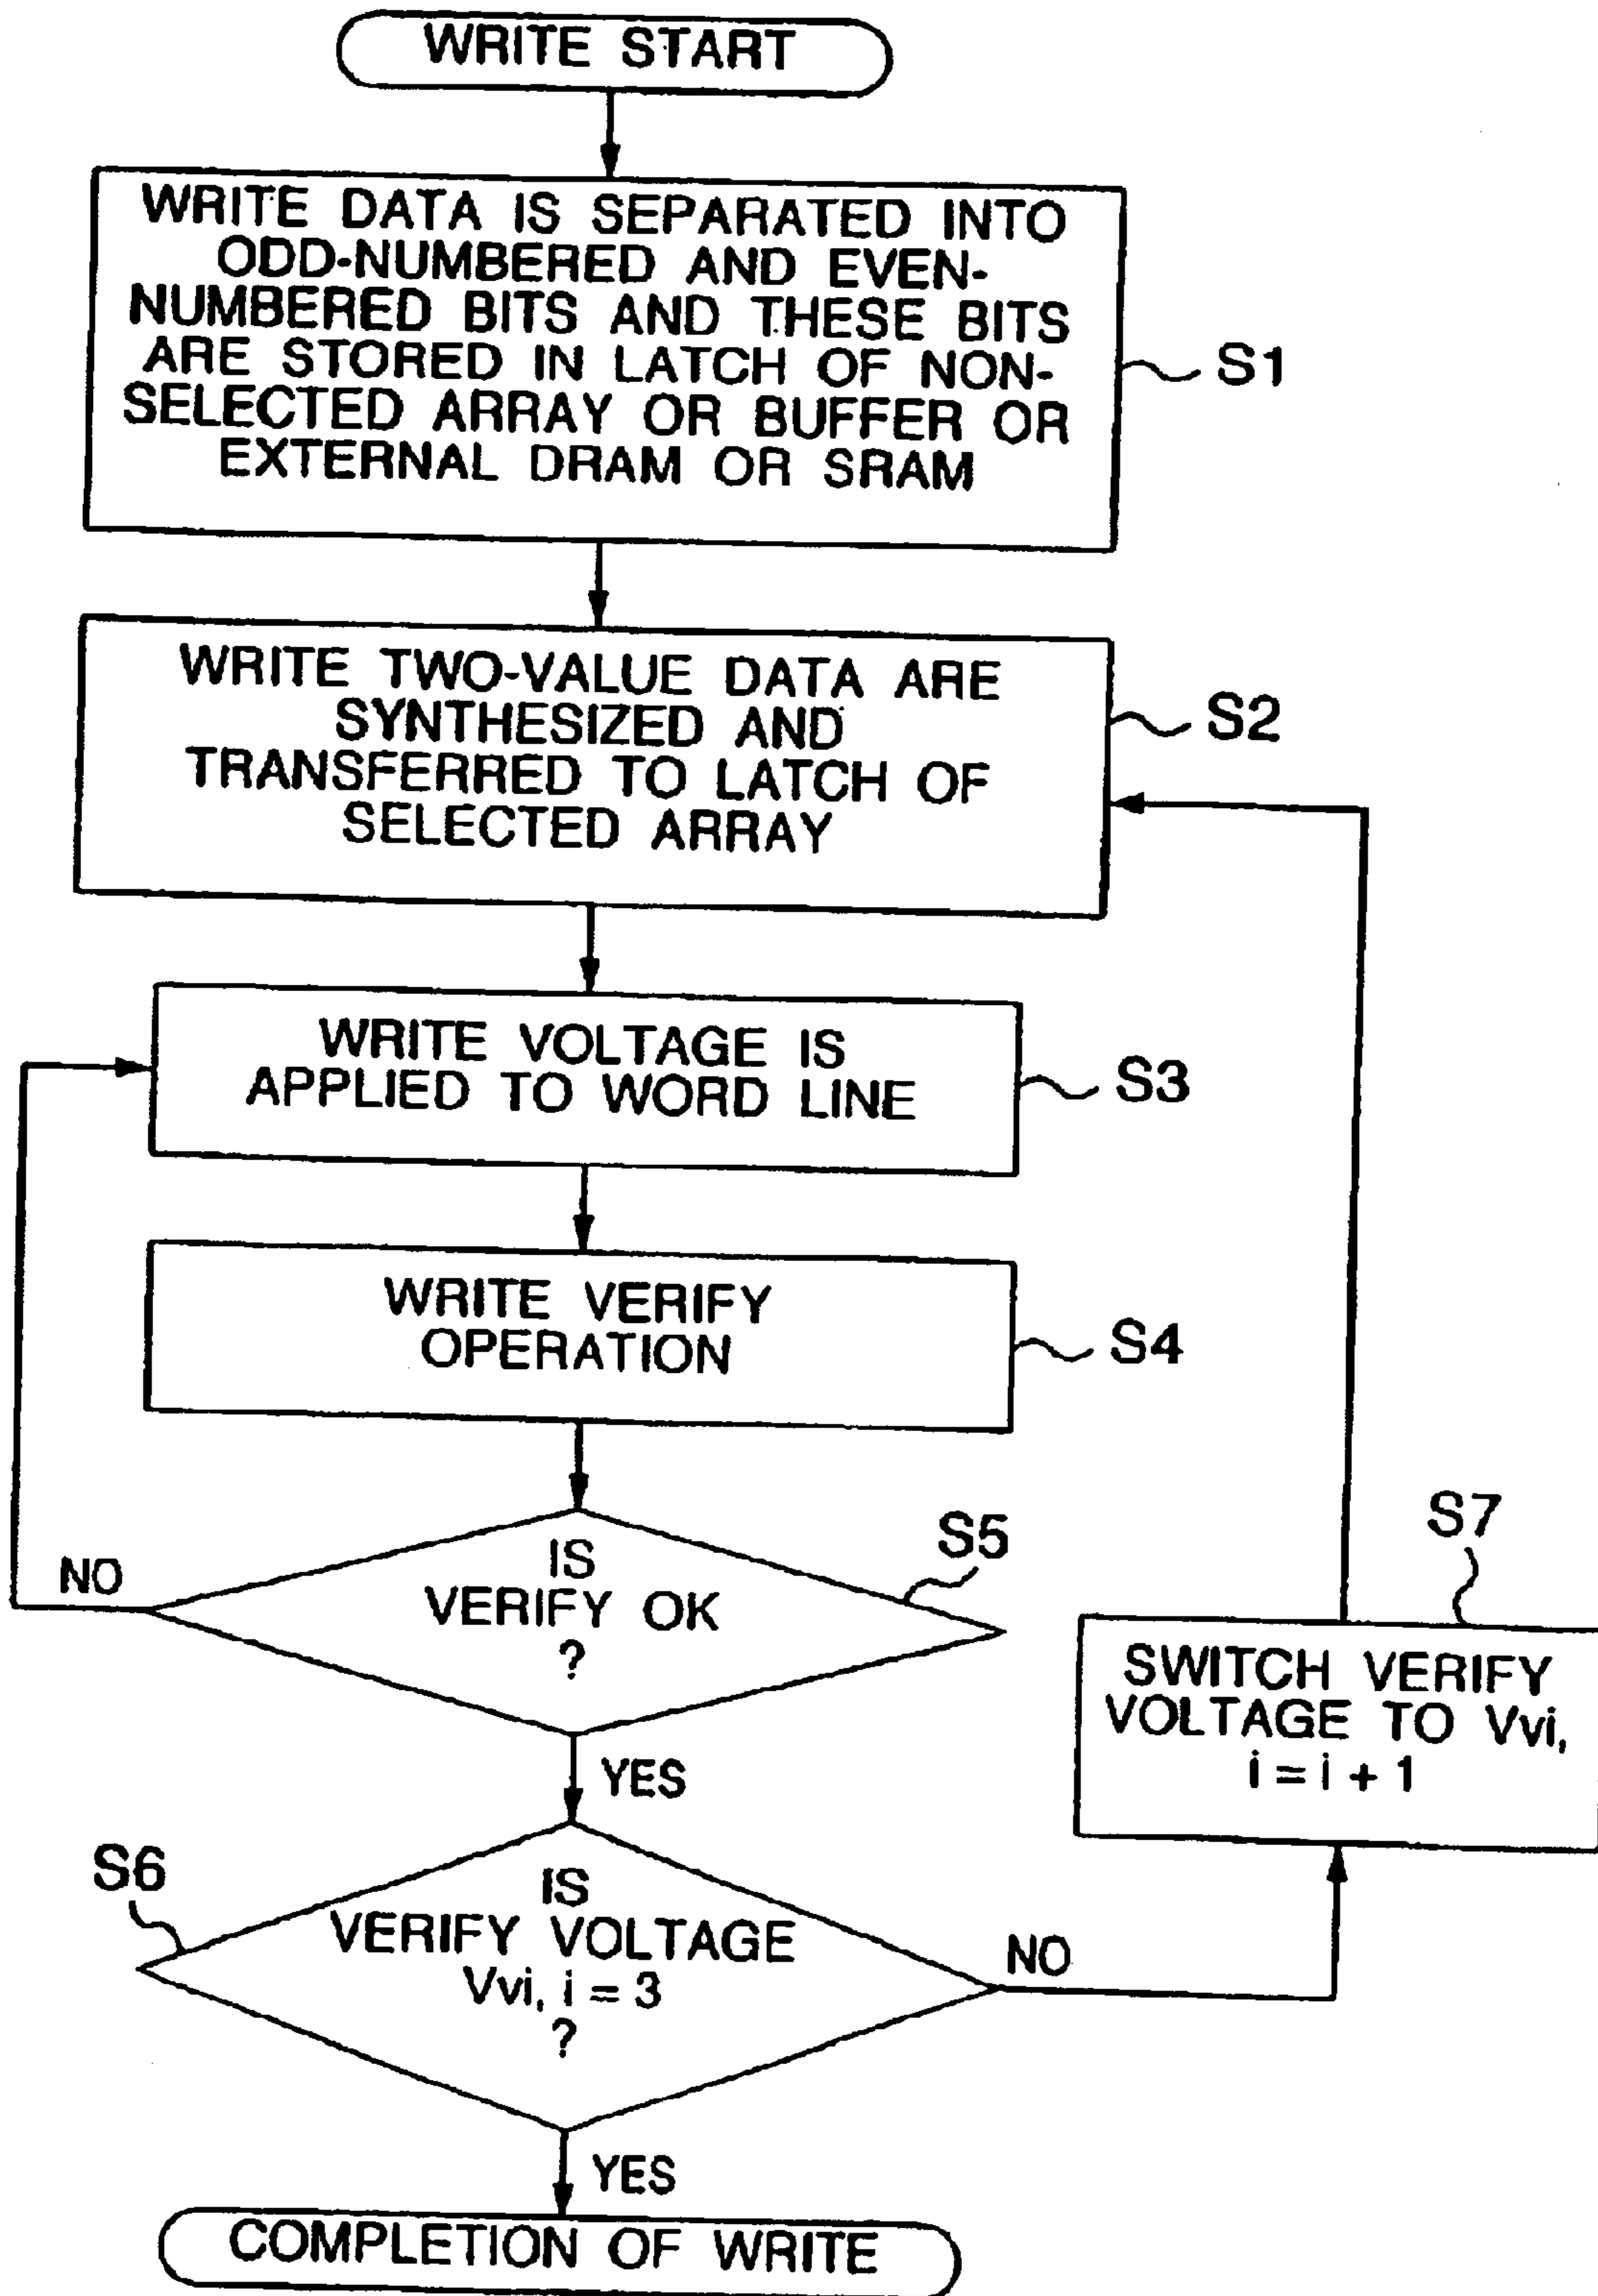 WRITE START
WRITE DATA IS SEPARATED INTO
ODD-NUMBERED AND EVEN-
NUMBERED BITS AND THESE BITS
ARE STORED IN LATCH OF NON-
SELECTED ARRAY OR BUFFER OR
EXTERNAL DRAM OR SRAM
S1
WRITE TWO-VALUE DATA ARE
SYNTHESIZED AND
TRANSFERRED TO LATCH OF
SELECTED ARRAY
S2
WRITE VOLTAGE IS
APPLIED TO WORD LINE
S3
WRITE VERIFY
OPERATION
S4
IS
VERIFY OK
?
S5
NO
YES
S7
SWITCH VERIFY
VOLTAGE TO Vvi,
i = i + 1
S6
IS
VERIFY VOLTAGE
Vvi, i = 3
?
NO
YES
COMPLETION OF WRITE